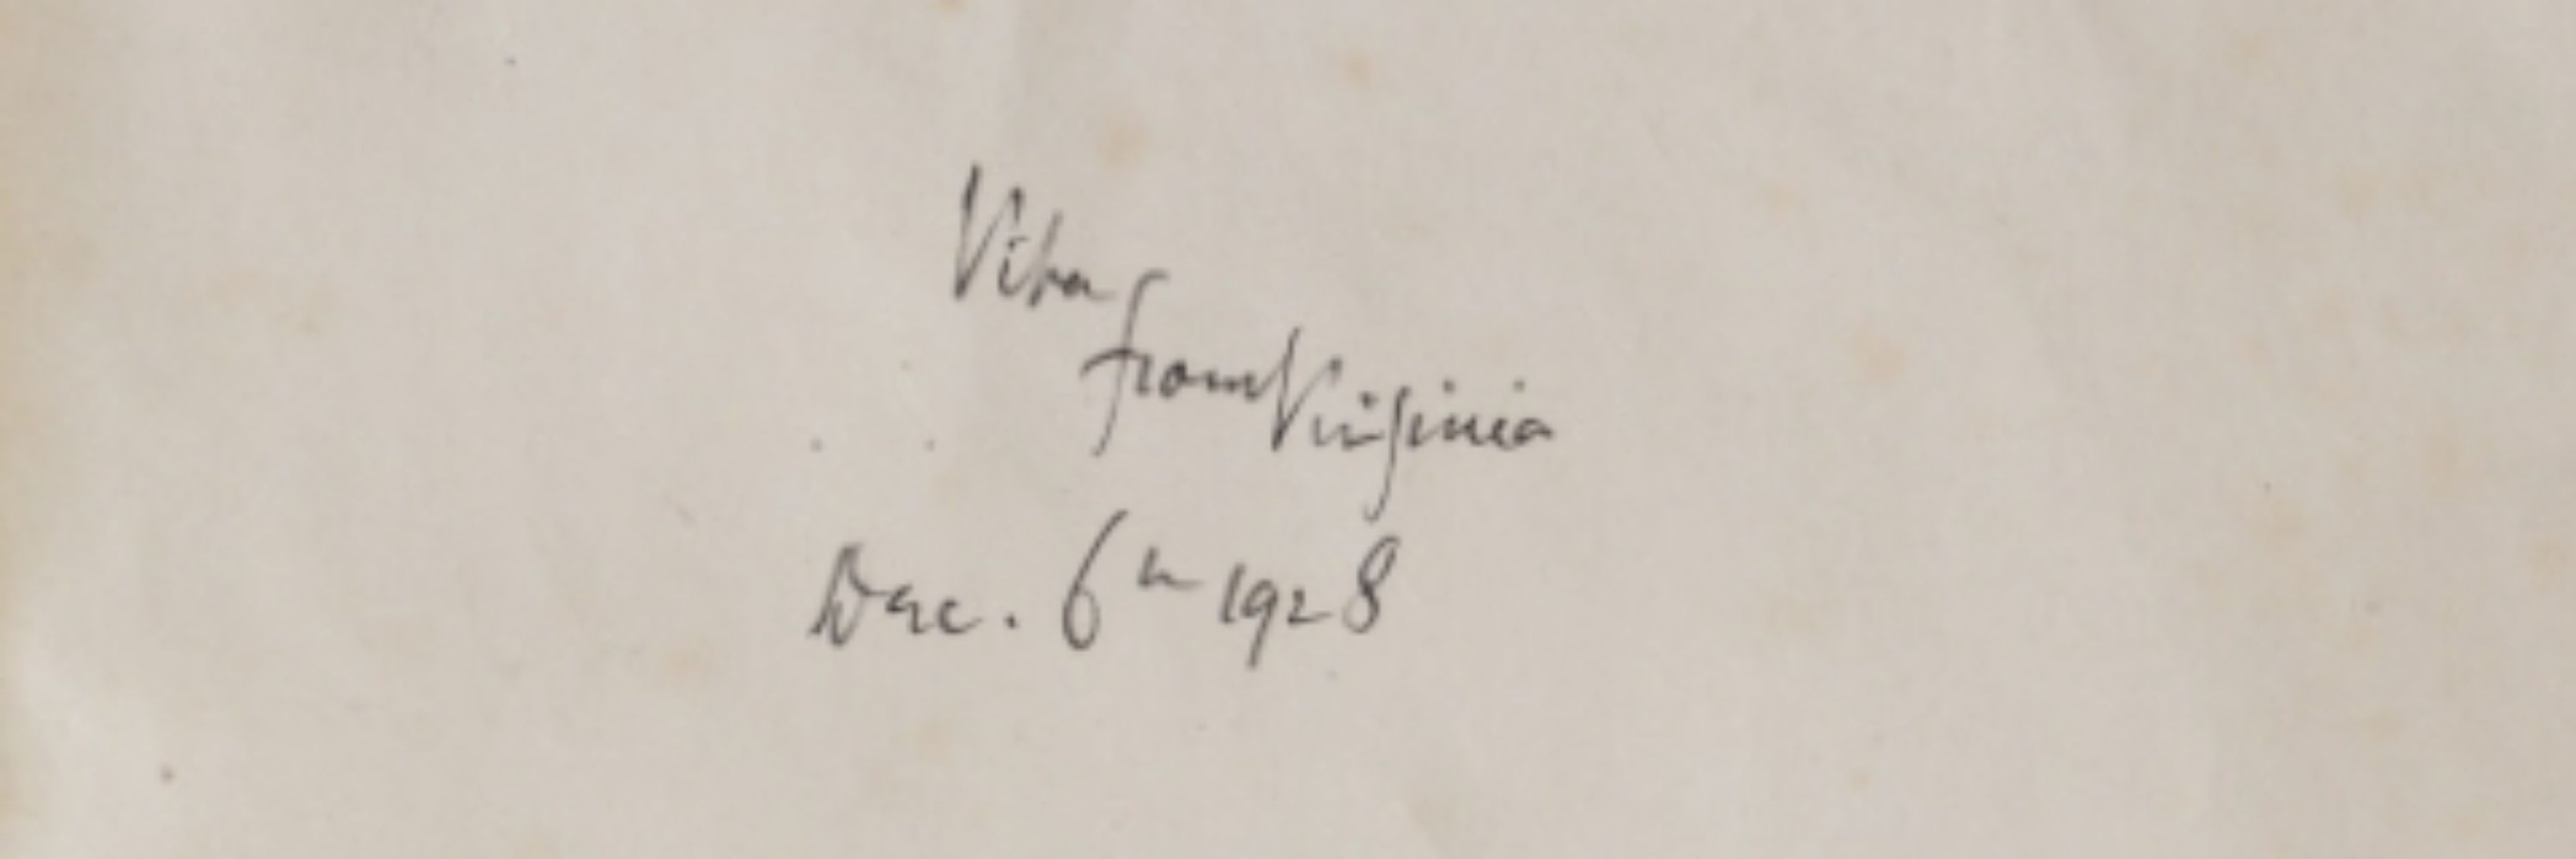 Vita
from Virginia
Dec. 6th 1928